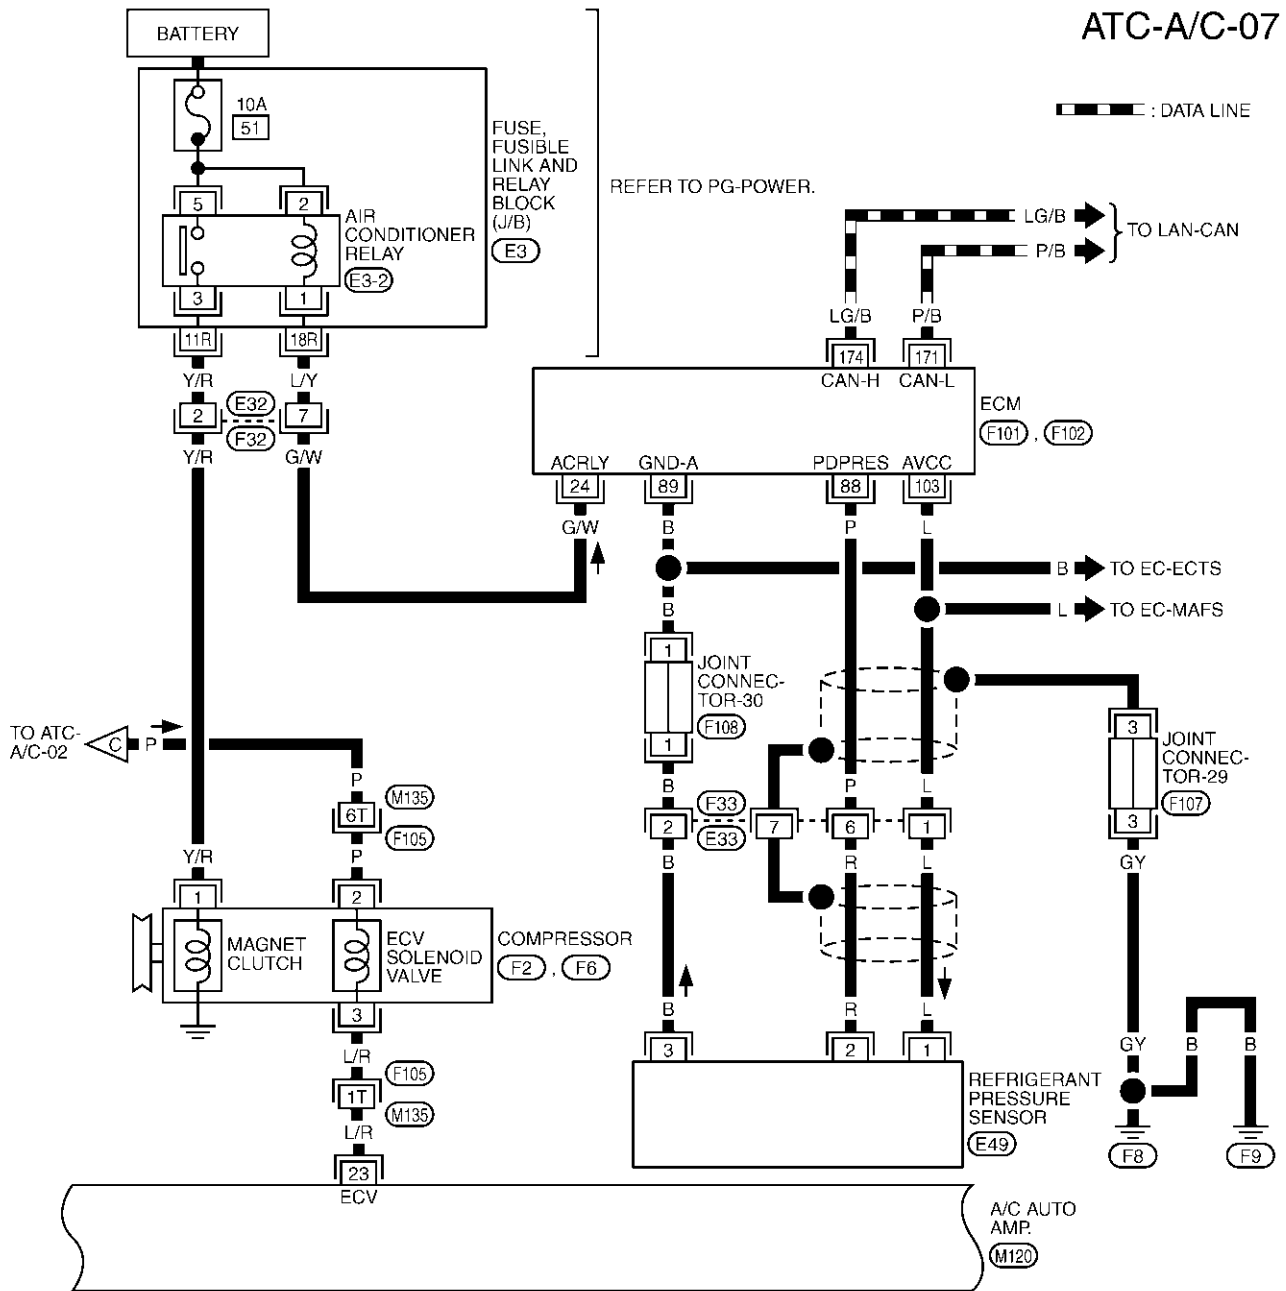 ATC-A/C-07
BATTERY
10A
51
FUSE,
FUSIBLE
LINK AND
RELAY
BLOCK
(J/B)
E3
REFER TO PG-POWER.
: DATA LINE
5
2
AIR
CONDITIONER
RELAY
E3-2
3
1
11R
18R
Y/R
L/Y
2
E32
7
F32
Y/R
G/W
LG/B
P/B
TO LAN-CAN
LG/B
P/B
174
171
CAN-H
CAN-L
ECM
F101 , F102
ACRLY
GND-A
PDPRES
AVCC
24
89
88
103
G/W
B
P
L
B
TO EC-ECTS
B
L
TO EC-MAFS
1
JOINT
CONNEC-
TOR-30
F108
1
B
P
L
3
JOINT
CONNEC-
TOR-29
F107
3
GY
TO ATC-
A/C-02
C
P
P
6T
M135
F105
Y/R
P
2
F33
E33
7
6
1
B
R
L
1
2
MAGNET
CLUTCH
ECV
SOLENOID
VALVE
COMPRESSOR
F2 , F6
3
L/R
F105
1T
M135
L/R
23
ECV
B
R
L
3
2
1
REFRIGERANT
PRESSURE
SENSOR
E49
GY
B
B
F8
F9
A/C AUTO
AMP.
M120